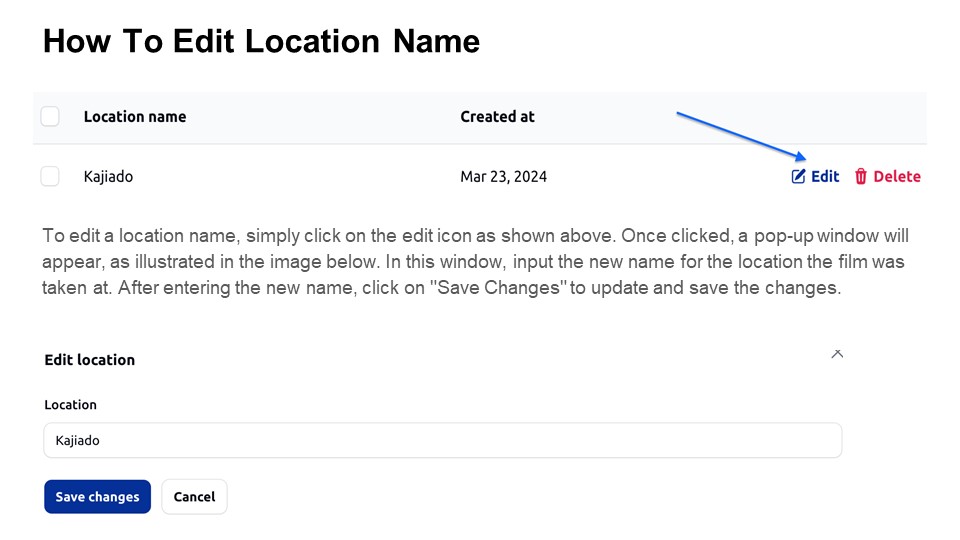 How To Edit Location Name
Location name Created at
Kajiado Mar 23, 2024 Edit Delete
To edit a location name, simply click on the edit icon as shown above. Once clicked, a pop-up window will
appear, as illustrated in the image below. In this window, input the new name for the location the film was
taken at. After entering the new name, click on "Save Changes" to update and save the changes.
Edit location
Location
Kajiado
Save changes Cancel